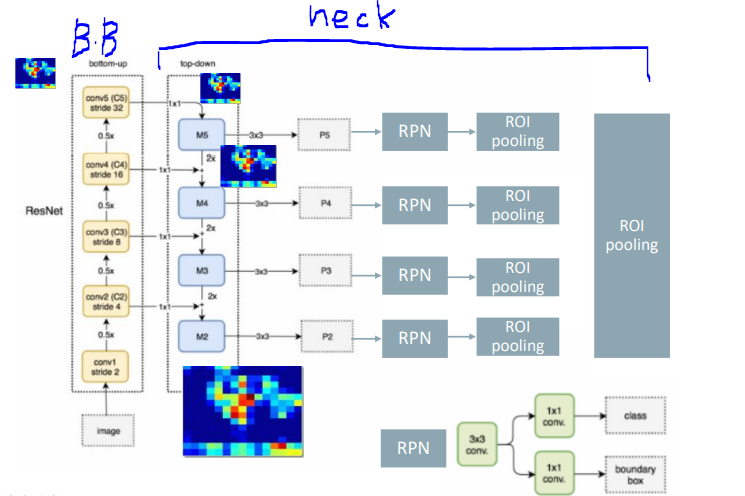 neck
B.B
bottom-up
top-down
conv5 (C5)
stride 32
1x1
0.5x
M5
3x3
P5
RPN
ROI
pooling
2x
conv4 (C4)
stride 16
1x1
+
0.5x
M4
3x3
P4
RPN
ROI
pooling
ResNet
2x
conv3 (C3)
stride 8
1x1
+
0.5x
M3
3x3
P3
RPN
ROI
pooling
2x
conv2 (C2)
stride 4
1x1
+
0.5x
M2
3x3
P2
RPN
ROI
pooling
ROI
pooling
conv1
stride 2
image
RPN
3x3
conv.
1x1
conv.
class
1x1
conv.
boundary
box